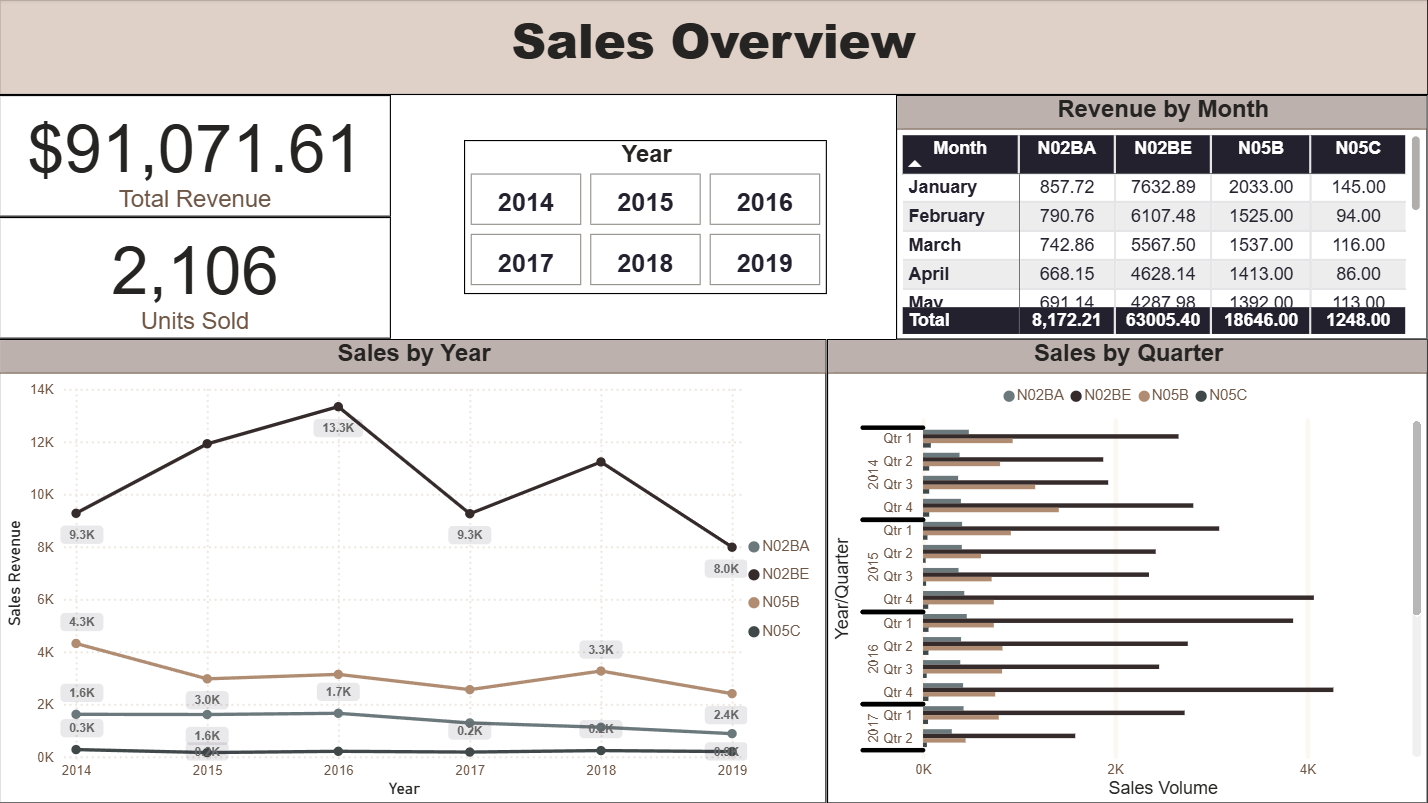 Sales Overview
$91,071.61
Total Revenue
2,106
Units Sold
Year
2014 2015 2016
2017 2018 2019
Revenue by Month
Month N02BA N02BE N05B N05C
January 857.72 7632.89 2033.00 145.00
February 790.76 6107.48 1525.00 94.00
March 742.86 5567.50 1537.00 116.00
April 668.15 4628.14 1413.00 86.00
May 691.14 4287.98 1392.00 113.00
Total 8,172.21 63005.40 18646.00 1248.00
Sales by Year
Sales Revenue
14K
12K
10K
8K
6K
4K
2K
0K
13.3K
9.3K 9.3K
8.0K
4.3K
3.3K
1.6K 3.0K 1.7K
2.4K
0.3K 1.6K 0.2K
N02BA
N02BE
N05B
N05C
2014 2015 2016 2017 2018 2019
Year
Sales by Quarter
N02BA N02BE N05B N05C
Year/Quarter
2014
Qtr 1
Qtr 2
Qtr 3
Qtr 4
2015
Qtr 1
Qtr 2
Qtr 3
Qtr 4
2016
Qtr 1
Qtr 2
Qtr 3
Qtr 4
2017
Qtr 1
Qtr 2
0K 2K 4K
Sales Volume